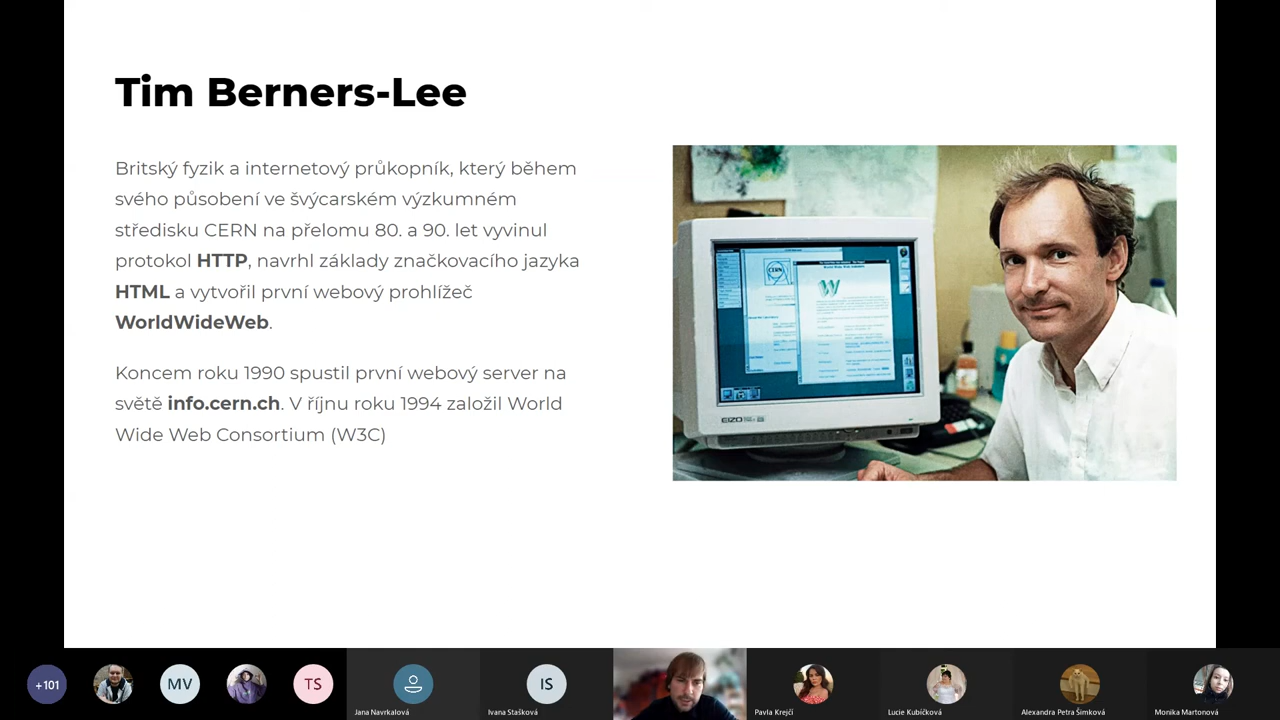 Tim Berners-Lee
Britský fyzik a internetový průkopník, který během
svého působení ve švýcarském výzkumném
středisku CERN na přelomu 80. a 90. let vyvinul
protokol HTTP, navrhl základy značkovacího jazyka
HTML a vytvořil první webový prohlížeč
WorldWideWeb.
Koncem roku 1990 spustil první webový server na
světě info.cern.ch. V říjnu roku 1994 založil World
Wide Web Consortium (W3C)
CERN
W
EIZO
+101
MV
TS
Jana Navrkalová
IS
Ivana Stašková
Pavla Krejčí
Lucie Kubíčková
Alexandra Petra Šimková
Monika Martonová